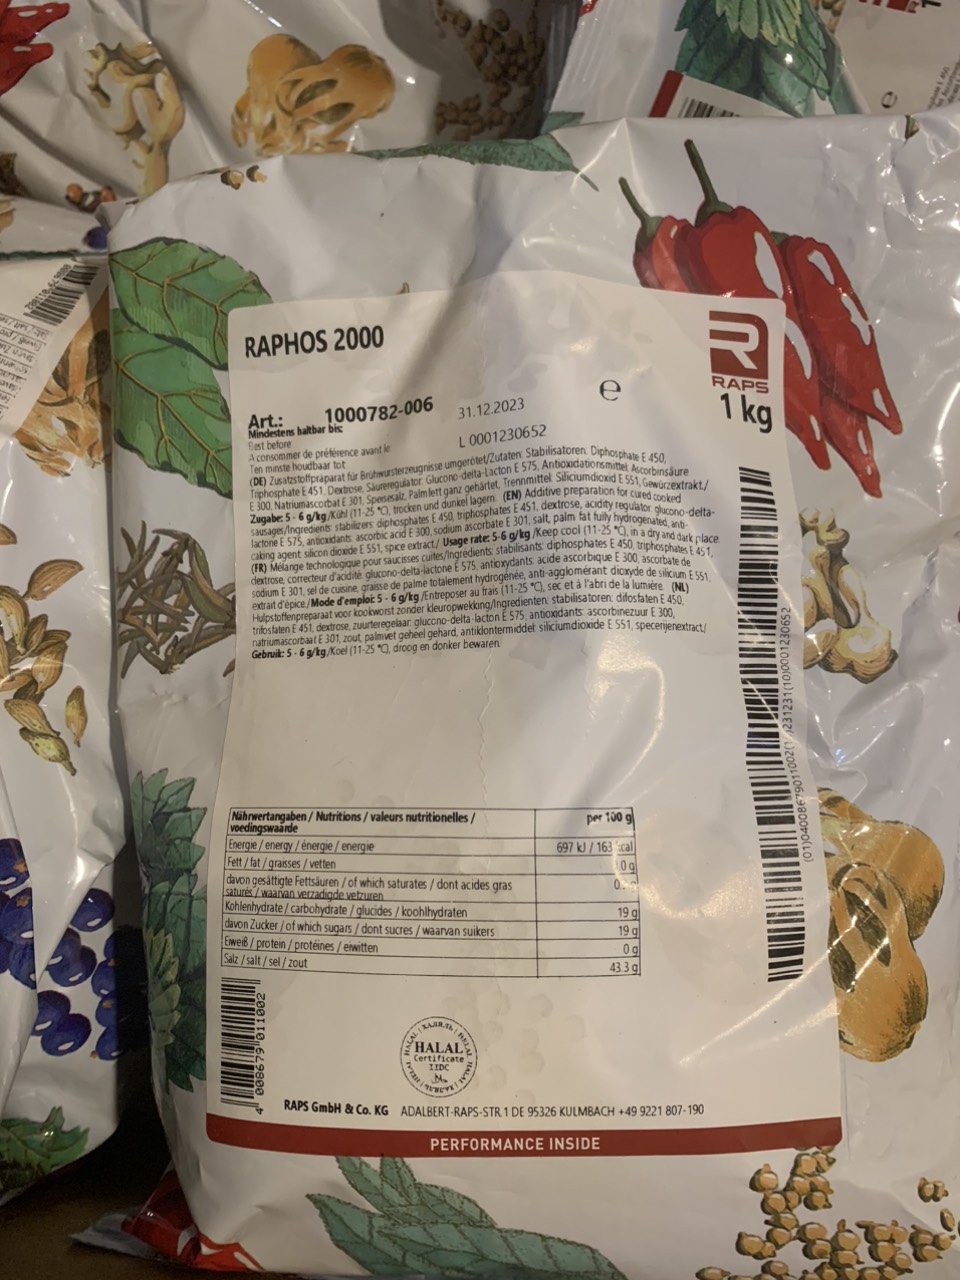 RAPHOS 2000
RAPS
1 kg
e
Art.: 1000782-006
Mindestens haltbar bis: 31.12.2023
Best before
A consommer de préférence avant le L 0001230652
Ten minste houdbaar tot
(DE) Zusatzstoffpräparat für Brühwursterzeugnisse umgerötet/Zutaten: Stabilisatoren: Diphosphate E 450,
Triphosphate E 451, Dextrose, Säureregulator: Glucono-delta-Lacton E 575, Antioxidationsmittel: Ascorbinsäure
E 300, Natriumascorbat E 301, Speisesalz, Palmfett ganz gehärtet, Trennmittel: Siliciumdioxid E 551, Gewürzextrakt/
Zugabe: 5 - 6 g/kg/Kühl (11-25 °C), trocken und dunkel lagern. (EN) Additive preparation for cured cooked
sausages/Ingredients: stabilizers: diphosphates E 450, triphosphates E 451, dextrose, acidity regulator: glucono-delta-
lactone E 575, antioxidants: ascorbic acid E 300, sodium ascorbate E 301, salt, palm fat fully hydrogenated, anti-
caking agent: silicon dioxide E 551, spice extract/ Usage rate: 5-6 g/kg /Keep cool (11-25 °C), in a dry and dark place.
(FR) Mélange technologique pour saucisses cuites/Ingrédients: stabilisants: diphosphates E 450, triphosphates E 451,
dextrose, correcteur d'acidité: glucono-delta-lactone E 575, antioxydants: acide ascorbique E 300, ascorbate de
sodium E 301, sel de cuisine, graisse de palme totalement hydrogénée, anti-agglomérant: dioxyde de silicium E 551,
extrait d'épice/Mode d'emploi: 5 - 6 g/kg /Entreposer au frais (11-25 °C), sec et à l'abri de la lumière. (NL)
Hulpstoffenpreparaat voor kookworst zonder kleuropwekking/Ingredienten: stabilisatoren: difosfaten E 450,
trifosfaten E 451, dextrose, zuurteregelaar: glucono-delta-lacton E 575, antioxidants: ascorbinezuur E 300,
natriumascorbaat E 301, zout, palmvet geheel gehard, antiklontermiddel: siliciumdioxide E 551, specerijenextract/
Gebruik: 5 - 6 g/kg/Koel (11-25 °C), droog en donker bewaren.
Nährwertangaben / Nutritions / valeurs nutritionelles / voedingswaarde per 100 g
Energie / energy / énergie / energie 697 kJ / 163
Fett / fat / graisses / vetten 0 g
davon gesättigte Fettsäuren / of which saturates / dont acides gras
saturés / waarvan verzadigde vetzuren
Kohlenhydrate / carbohydrate / glucides / koohlhydraten 19 g
davon Zucker / of which sugars / dont sucres / waarvan suikers 19 g
Eiweiß / protein / protéines / eiwitten 0 g
Salz / salt / sel / zout 43.3 g
4 008679 011002
HALAL
Certificate
IIDC
RAPS GmbH & Co. KG ADALBERT-RAPS-STR.1 DE 95326 KULMBACH +49 9221 807-190
PERFORMANCE INSIDE